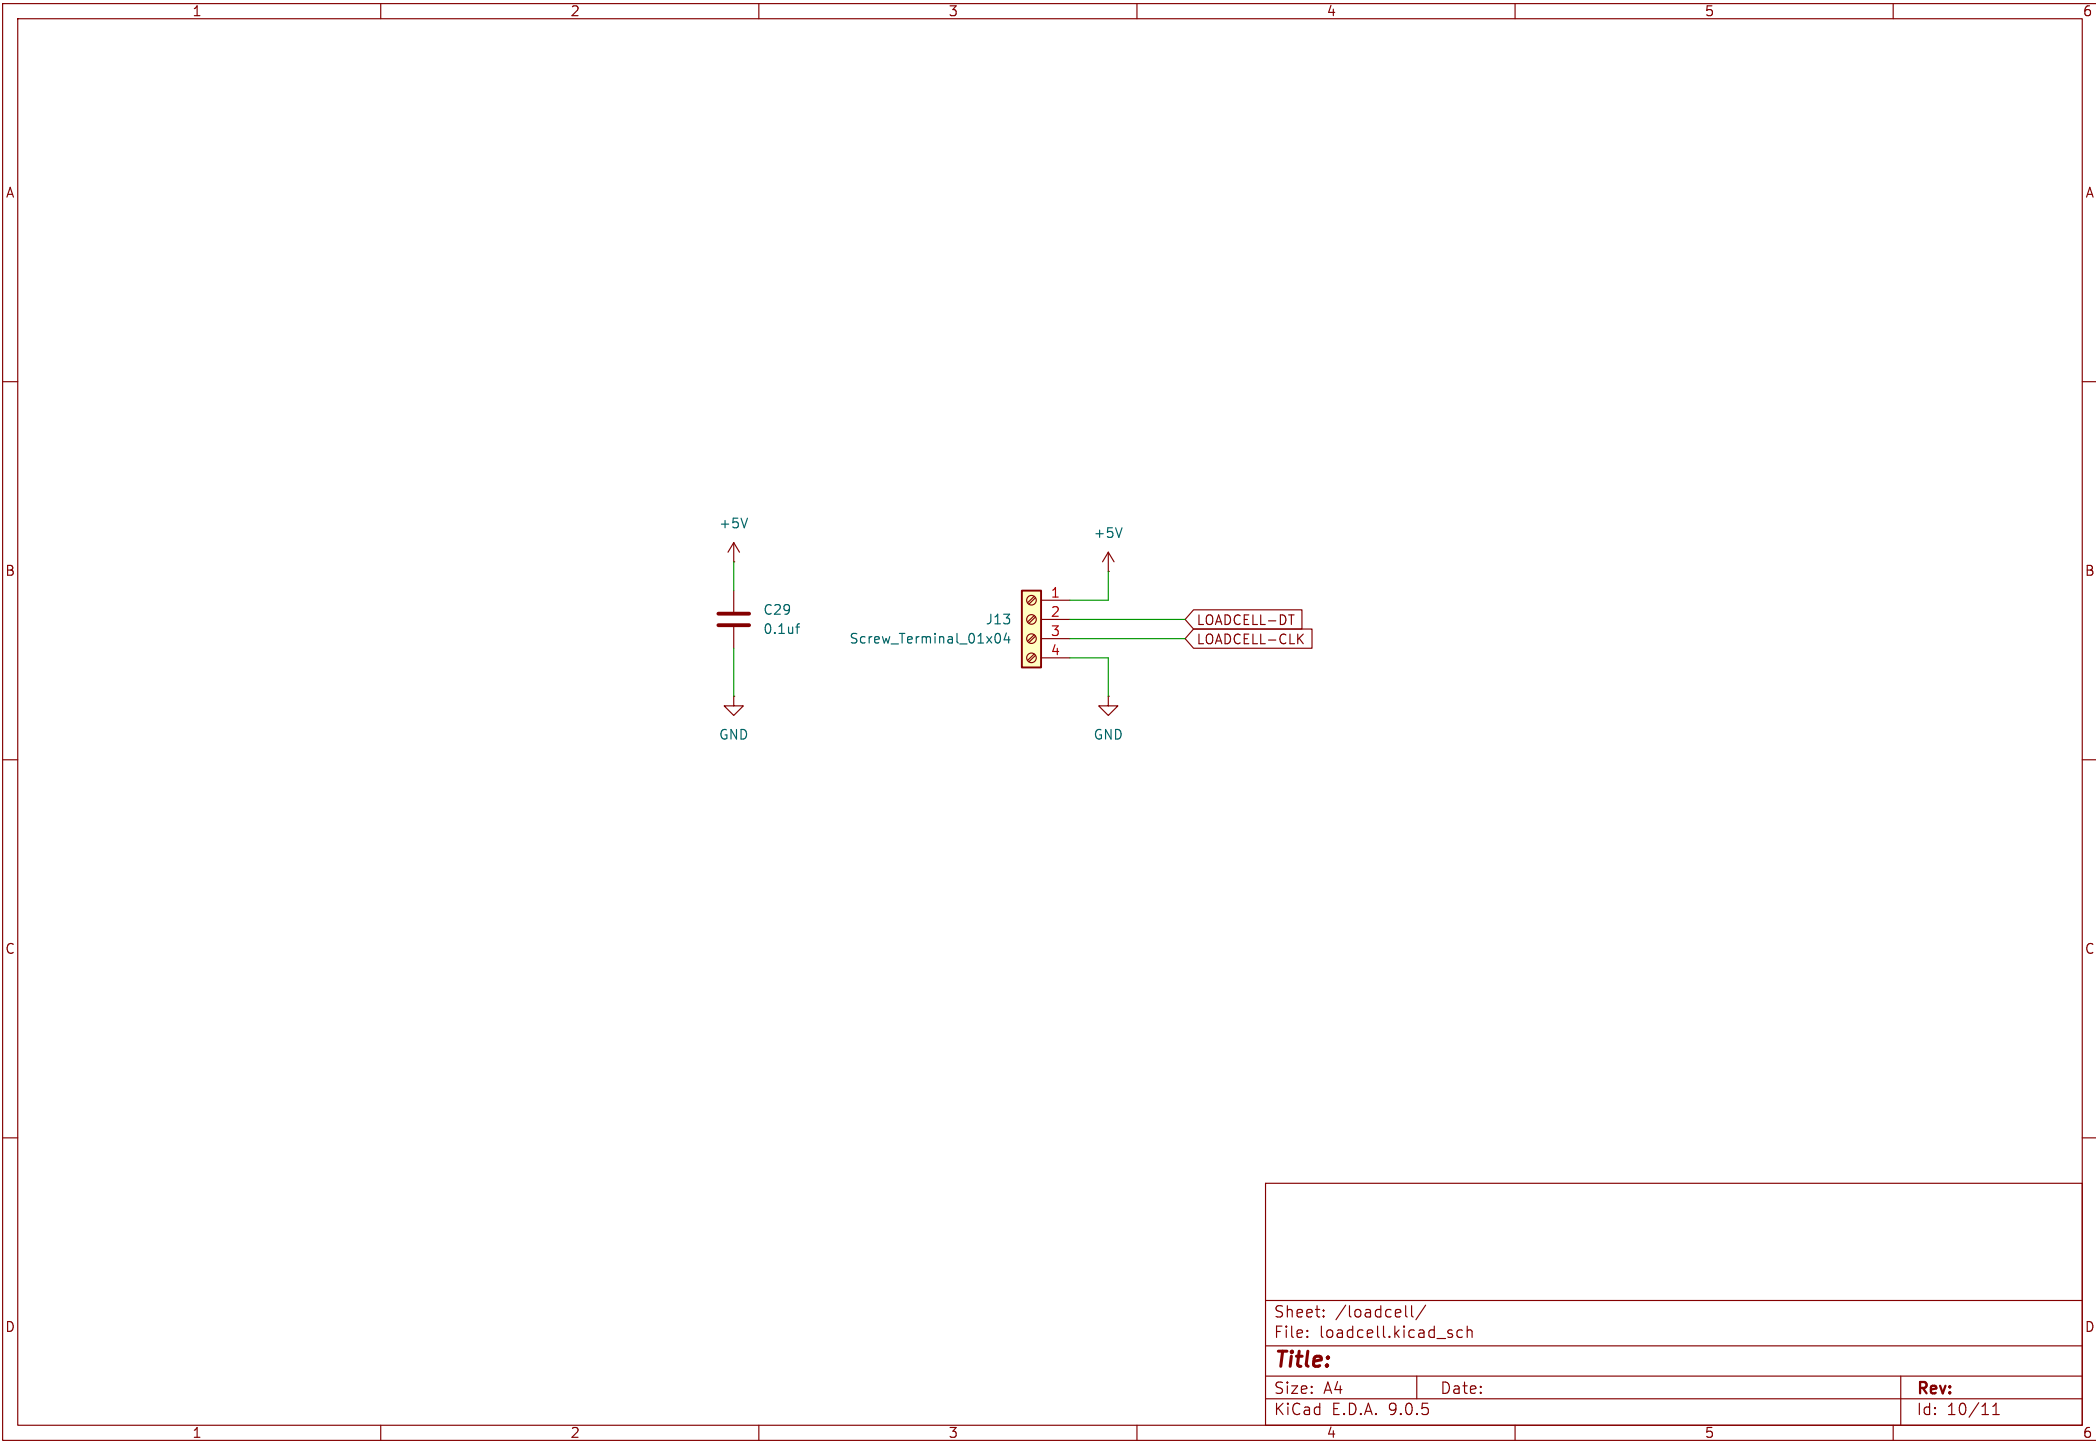 1 2 3 4 5 6
A A
+5V
+5V
B B
1
C29
J13 2 LOADCELL-DT
0.1uf
Screw_Terminal_01x04 3 LOADCELL-CLK
4
GND GND
C C
Sheet: /loadcell/
File: loadcell.kicad_sch
D D
Title:
Size: A4 Date: Rev:
KiCad E.D.A. 9.0.5 Id: 10/11
1 2 3 4 5 6